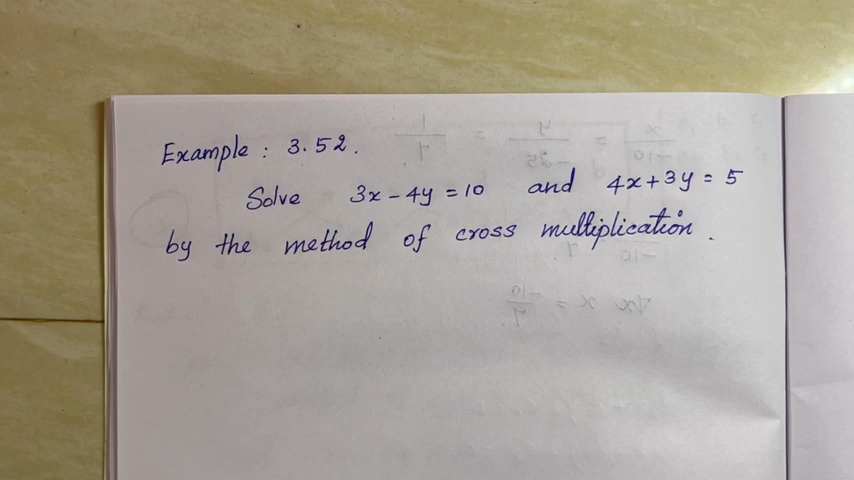 Example : 3.52.
Solve 3x - 4y = 10 and 4x + 3y = 5
by the method of cross multiplication.